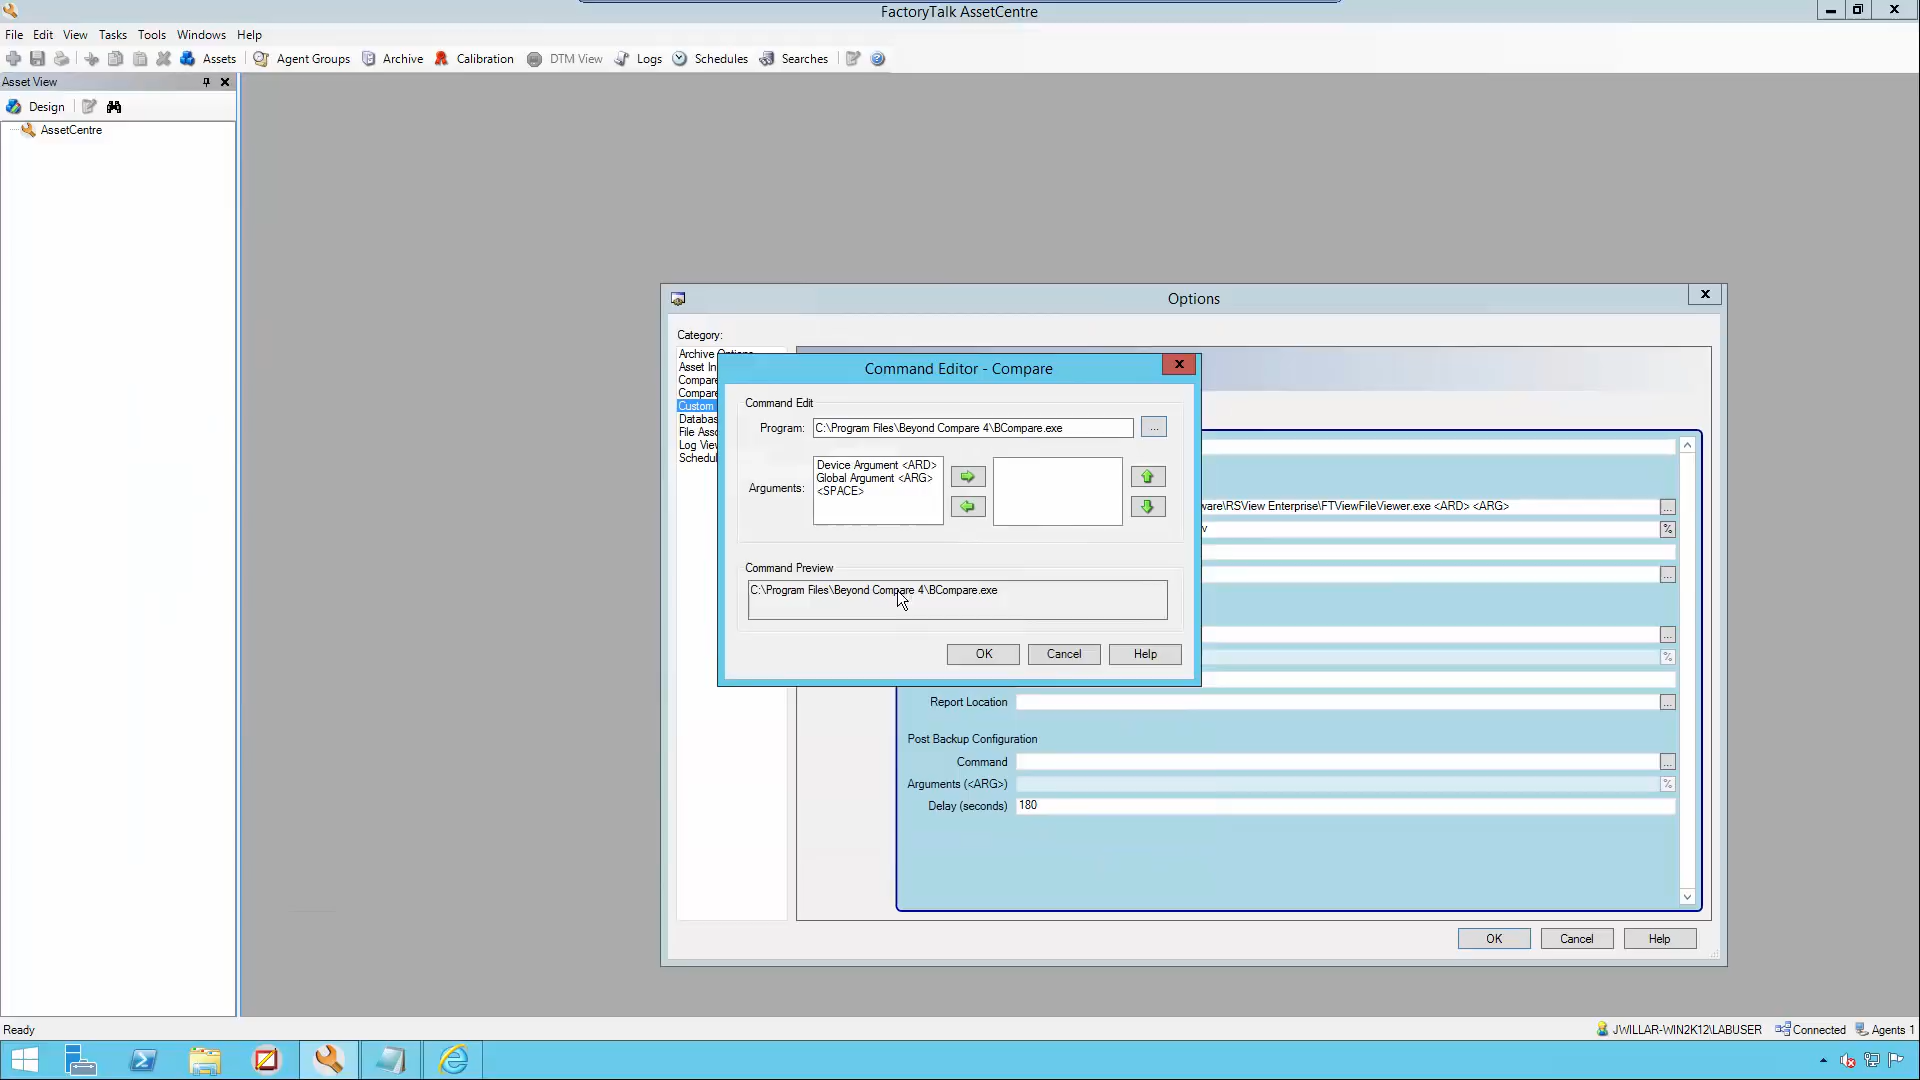 FactoryTalk AssetCentre
File Edit View Tasks Tools Windows Help
Assets Agent Groups Archive Calibration DTM View Logs Schedules Searches
Asset View
Design
AssetCentre
Options
Category:
Archive Options
Asset In
Compare
Compare
Custom
Databas
File Asso
Log View
Schedul
Command Editor - Compare
Command Edit
Program: C:\Program Files\Beyond Compare 4\BCompare.exe ...
Arguments:
Device Argument <ARD>
Global Argument <ARG>
<SPACE>
Command Preview
C:\Program Files\Beyond Compare 4\BCompare.exe
OK Cancel Help
ware\RSView Enterprise\FTViewFileViewer.exe <ARD> <ARG> ...
v %
...
...
%
Report Location ...
Post Backup Configuration
Command ...
Arguments (<ARG>) %
Delay (seconds) 180
OK Cancel Help
Ready
JWILLAR-WIN2K12\LABUSER Connected Agents 1